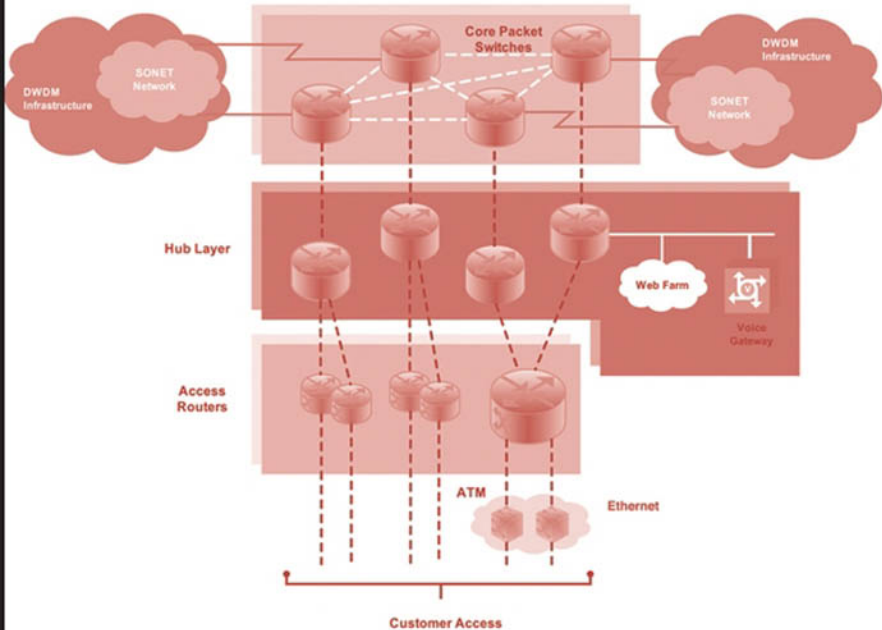 Core Packet
Switches
DWDM
Infrastructure
SONET
Network
DWDM
Infrastructure
SONET
Network
Hub Layer
Web Farm
V
Voice
Gateway
Access
Routers
ATM
Ethernet
Customer Access